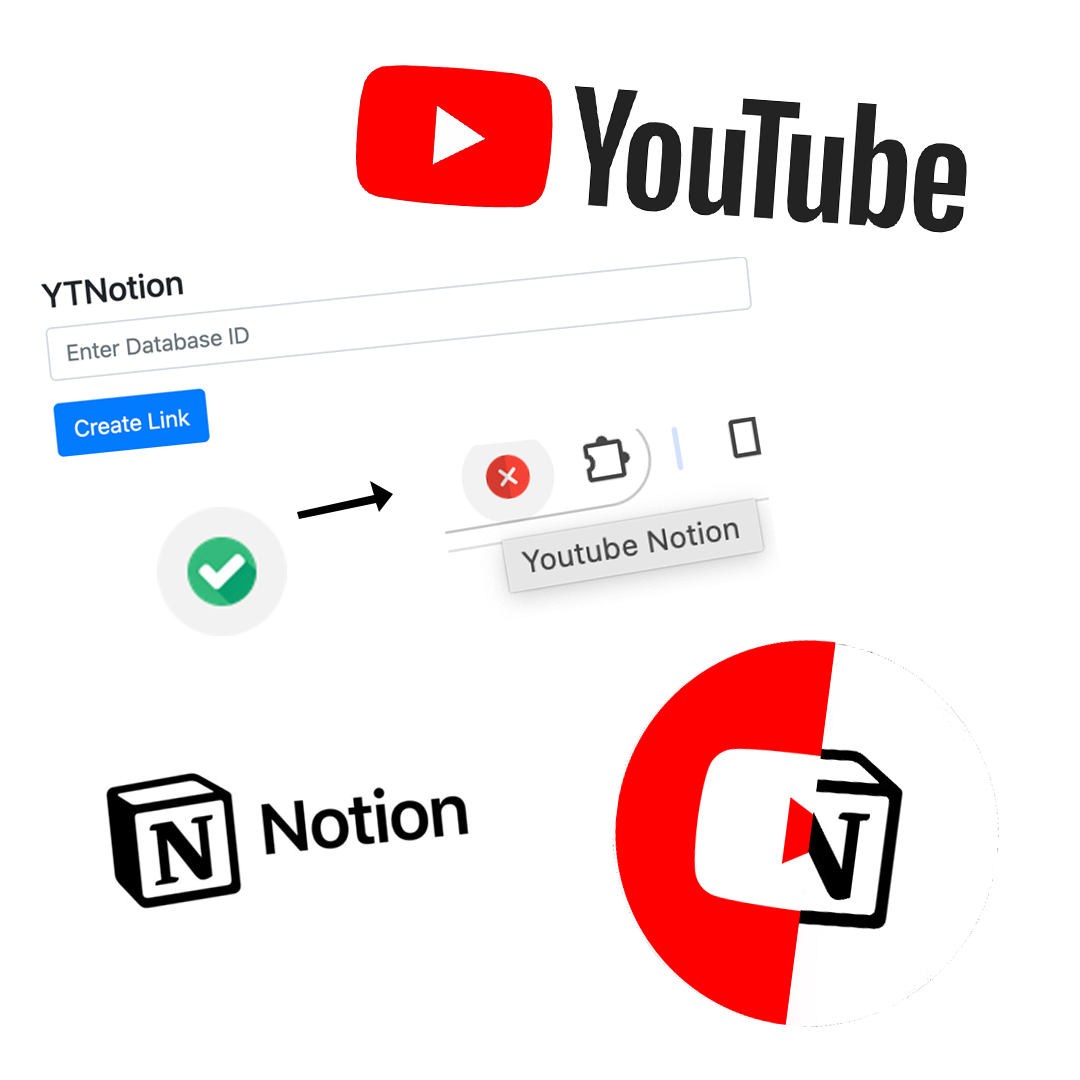 YouTube
YTNotion
Enter Database ID
Create Link
Youtube Notion
N Notion
N